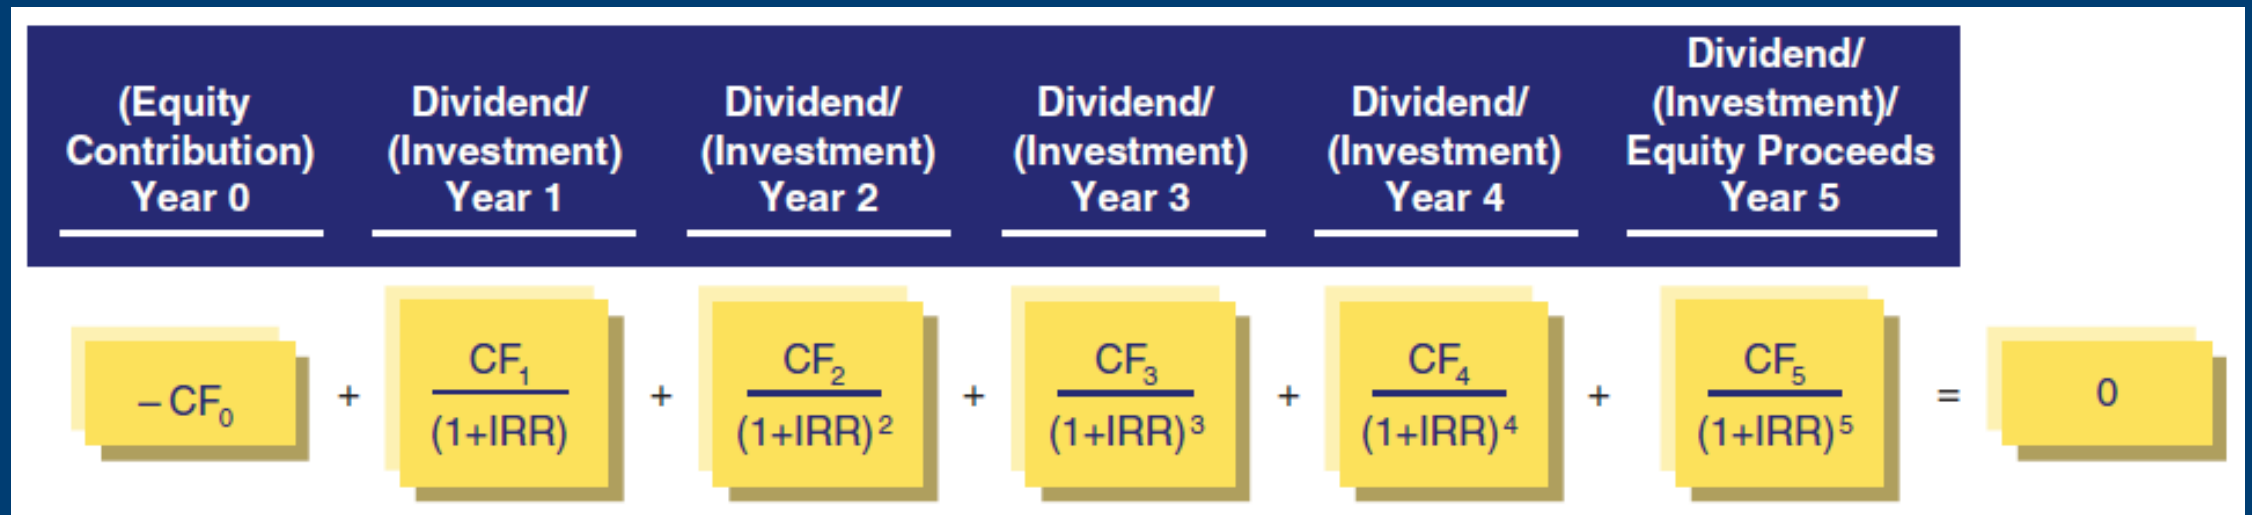 (Equity
Contribution)
Year 0
Dividend/
(Investment)
Year 1
Dividend/
(Investment)
Year 2
Dividend/
(Investment)
Year 3
Dividend/
(Investment)
Year 4
Dividend/
(Investment)/
Equity Proceeds
Year 5
– CF₀
+
CF₁
(1+IRR)
+
CF₂
(1+IRR)²
+
CF₃
(1+IRR)³
+
CF₄
(1+IRR)⁴
+
CF₅
(1+IRR)⁵
=
0